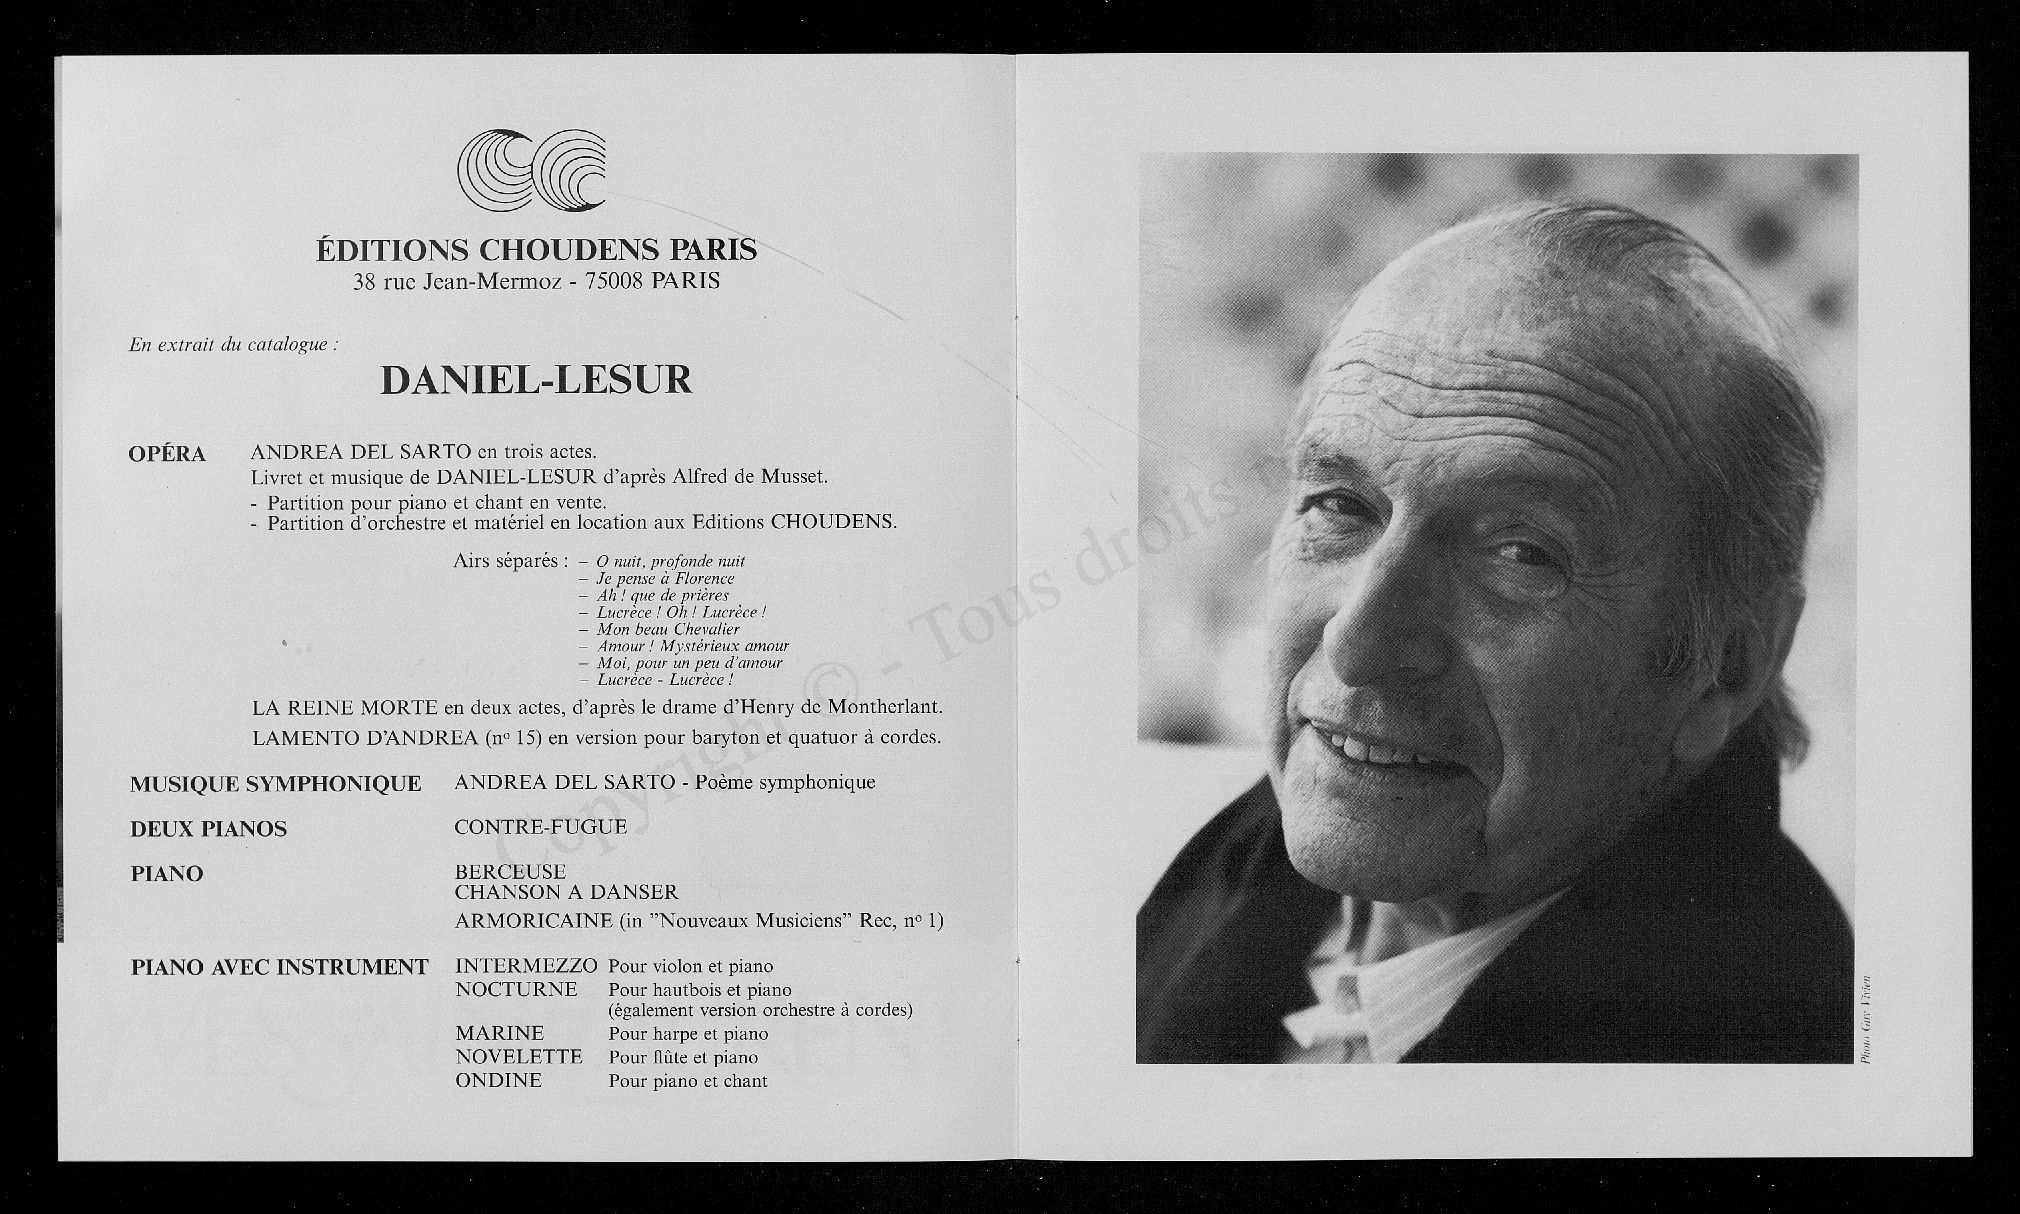 ÉDITIONS CHOUDENS PARIS
38 rue Jean-Mermoz - 75008 PARIS
En extrait du catalogue :
DANIEL-LESUR
OPÉRA ANDREA DEL SARTO en trois actes.
Livret et musique de DANIEL-LESUR d'après Alfred de Musset.
- Partition pour piano et chant en vente.
- Partition d'orchestre et matériel en location aux Editions CHOUDENS.
Airs séparés : – O nuit, profonde nuit
– Je pense à Florence
– Ah ! que de prières
– Lucrèce ! Oh ! Lucrèce !
– Mon beau Chevalier
– Amour ! Mystérieux amour
– Moi, pour un peu d'amour
– Lucrèce - Lucrèce !
LA REINE MORTE en deux actes, d'après le drame d'Henry de Montherlant.
LAMENTO D'ANDREA (nº 15) en version pour baryton et quatuor à cordes.
MUSIQUE SYMPHONIQUE ANDREA DEL SARTO - Poème symphonique
DEUX PIANOS CONTRE-FUGUE
PIANO BERCEUSE
CHANSON A DANSER
ARMORICAINE (in ”Nouveaux Musiciens” Rec, nº 1)
PIANO AVEC INSTRUMENT INTERMEZZO Pour violon et piano
NOCTURNE Pour hautbois et piano
(également version orchestre à cordes)
MARINE Pour harpe et piano
NOVELETTE Pour flûte et piano
ONDINE Pour piano et chant
Photo Guy Vivien
Copyright © - Tous droits